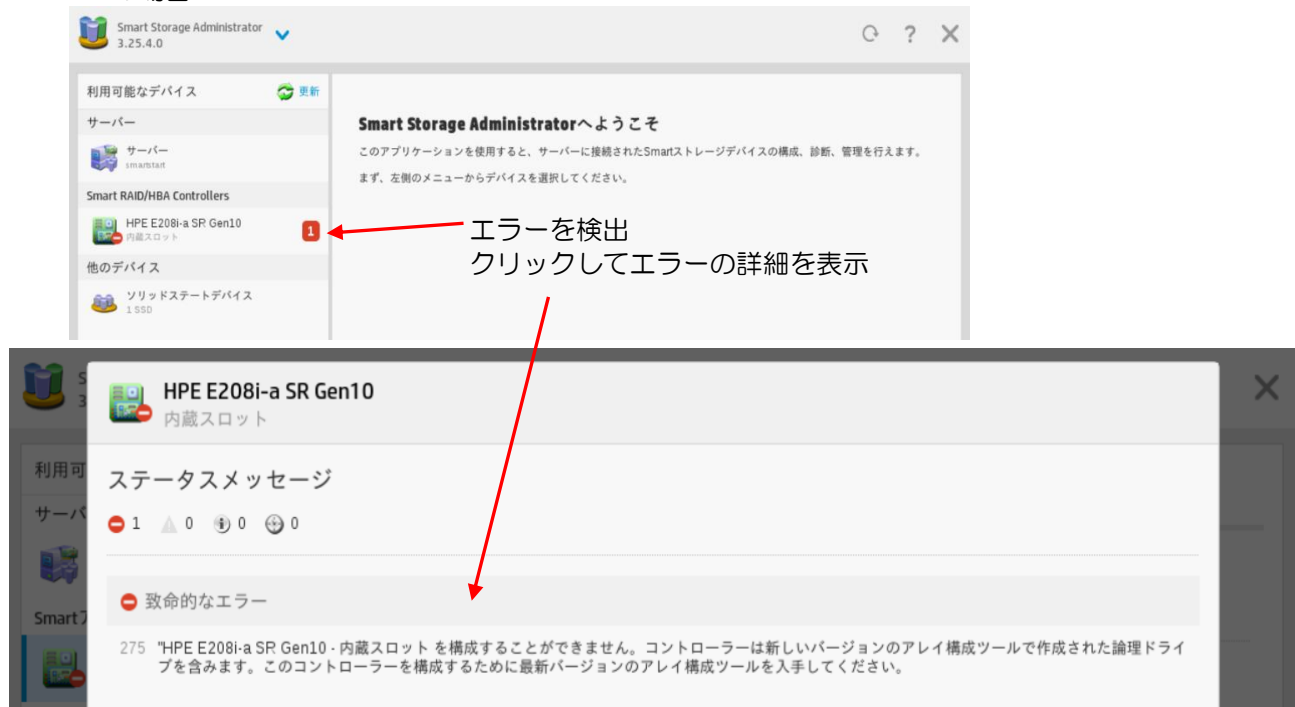 Smart Storage Administrator
3.25.4.0
利用可能なデバイス
更新
サーバー
サーバー
smartstart
Smart RAID/HBA Controllers
HPE E208i-a SR Gen10
内蔵スロット
1
他のデバイス
ソリッドステートデバイス
1 SSD
Smart Storage Administratorへようこそ
このアプリケーションを使用すると、サーバーに接続されたSmartストレージデバイスの構成、診断、管理を行えます。
まず、左側のメニューからデバイスを選択してください。
エラーを検出
クリックしてエラーの詳細を表示
S
3
利用可
サーバ
Smartア
HPE E208i-a SR Gen10
内蔵スロット
ステータスメッセージ
1 0 0 0
致命的なエラー
275 "HPE E208i-a SR Gen10 - 内蔵スロット を構成することができません。コントローラーは新しいバージョンのアレイ構成ツールで作成された論理ドライ
ブを含みます。このコントローラーを構成するために最新バージョンのアレイ構成ツールを入手してください。